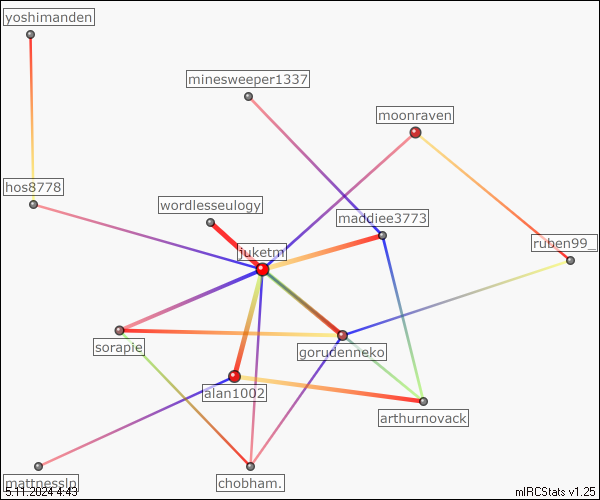 yoshimanden
minesweeper1337
moonraven
hos8778
wordlesseulogy
maddiee3773
juketm
ruben99_
sorapie
gorudenneko
alan1002
arthurnovack
mattnesslp
chobham.
5.11.2024 4:43
mIRCStats v1.25